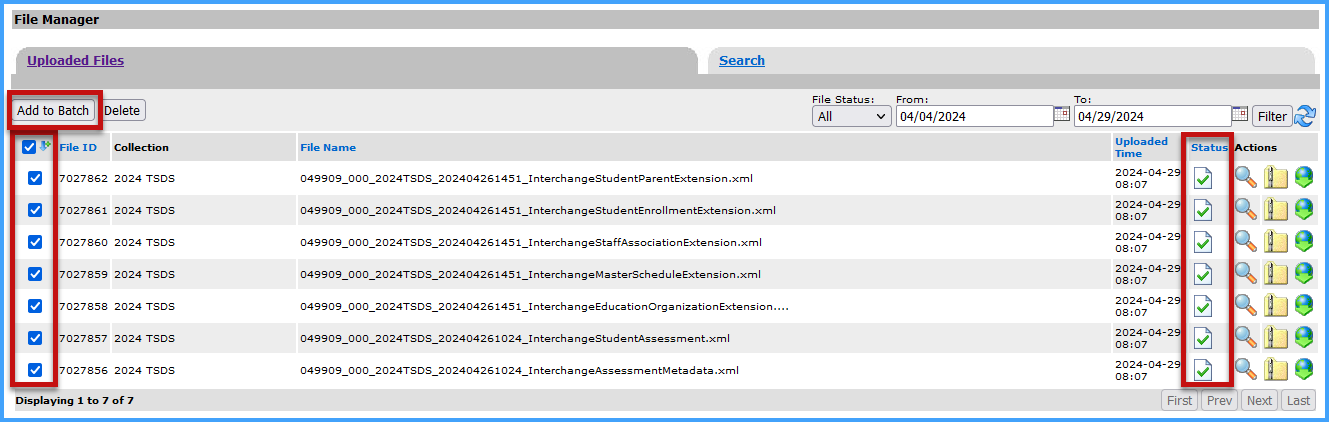 File Manager
Uploaded Files
Search
Add to Batch Delete
File Status: From: To:
All 04/04/2024 04/29/2024 Filter
File ID Collection File Name Uploaded Time Status Actions
7027862 2024 TSDS 049909_000_2024TSDS_202404261451_InterchangeStudentParentExtension.xml 2024-04-29 08:07
7027861 2024 TSDS 049909_000_2024TSDS_202404261451_InterchangeStudentEnrollmentExtension.xml 2024-04-29 08:07
7027860 2024 TSDS 049909_000_2024TSDS_202404261451_InterchangeStaffAssociationExtension.xml 2024-04-29 08:07
7027859 2024 TSDS 049909_000_2024TSDS_202404261451_InterchangeMasterScheduleExtension.xml 2024-04-29 08:07
7027858 2024 TSDS 049909_000_2024TSDS_202404261451_InterchangeEducationOrganizationExtension.... 2024-04-29 08:07
7027857 2024 TSDS 049909_000_2024TSDS_202404261024_InterchangeStudentAssessment.xml 2024-04-29 08:07
7027856 2024 TSDS 049909_000_2024TSDS_202404261024_InterchangeAssessmentMetadata.xml 2024-04-29 08:07
Displaying 1 to 7 of 7 First Prev Next Last